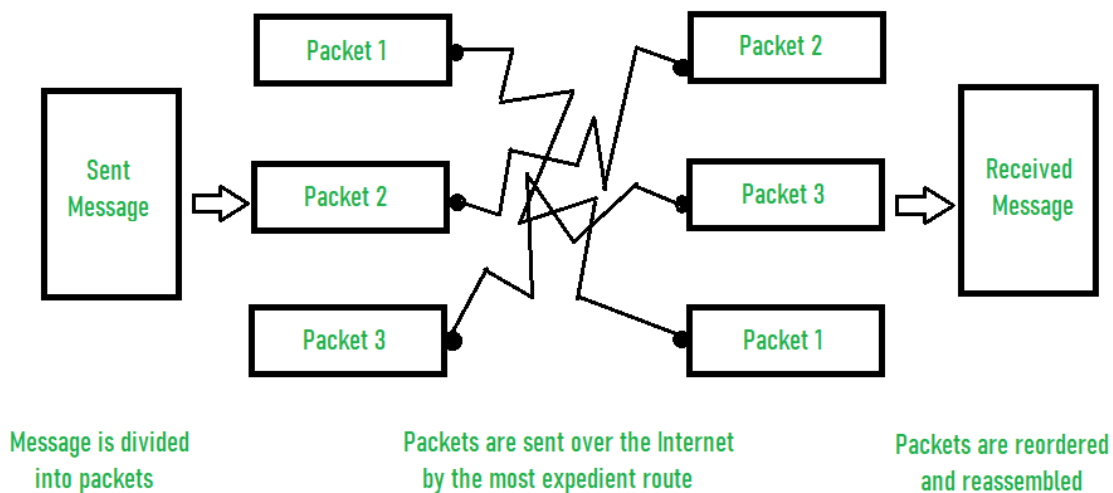 Sent
Message
Packet 1
Packet 2
Packet 3
Packet 2
Packet 3
Packet 1
Received
Message
Message is divided
into packets
Packets are sent over the Internet
by the most expedient route
Packets are reordered
and reassembled